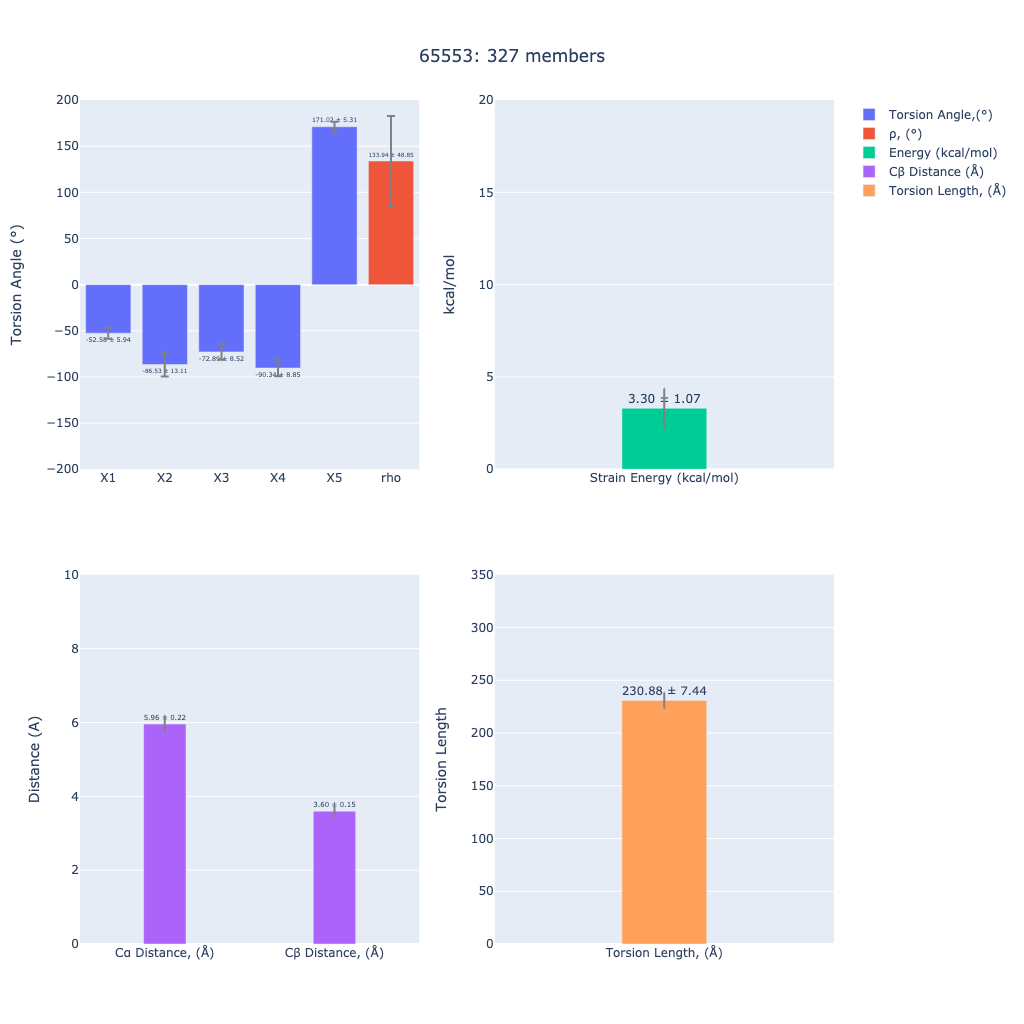 65553: 327 members
Torsion Angle (°)
200
150
100
50
0
−50
−100
−150
−200
-52.58 ± 5.94
-86.53 ± 13.11
-72.89 ± 8.52
-90.34 ± 8.85
171.02 ± 5.31
133.94 ± 48.85
X1 X2 X3 X4 X5 rho
kcal/mol
20
15
10
5
0
3.30 ± 1.07
Strain Energy (kcal/mol)
Torsion Angle,(°)
ρ, (°)
Energy (kcal/mol)
Cβ Distance (Å)
Torsion Length, (Å)
Distance (A)
10
8
6
4
2
0
5.96 ± 0.22
3.60 ± 0.15
Cα Distance, (Å) Cβ Distance, (Å)
Torsion Length
350
300
250
200
150
100
50
0
230.88 ± 7.44
Torsion Length, (Å)